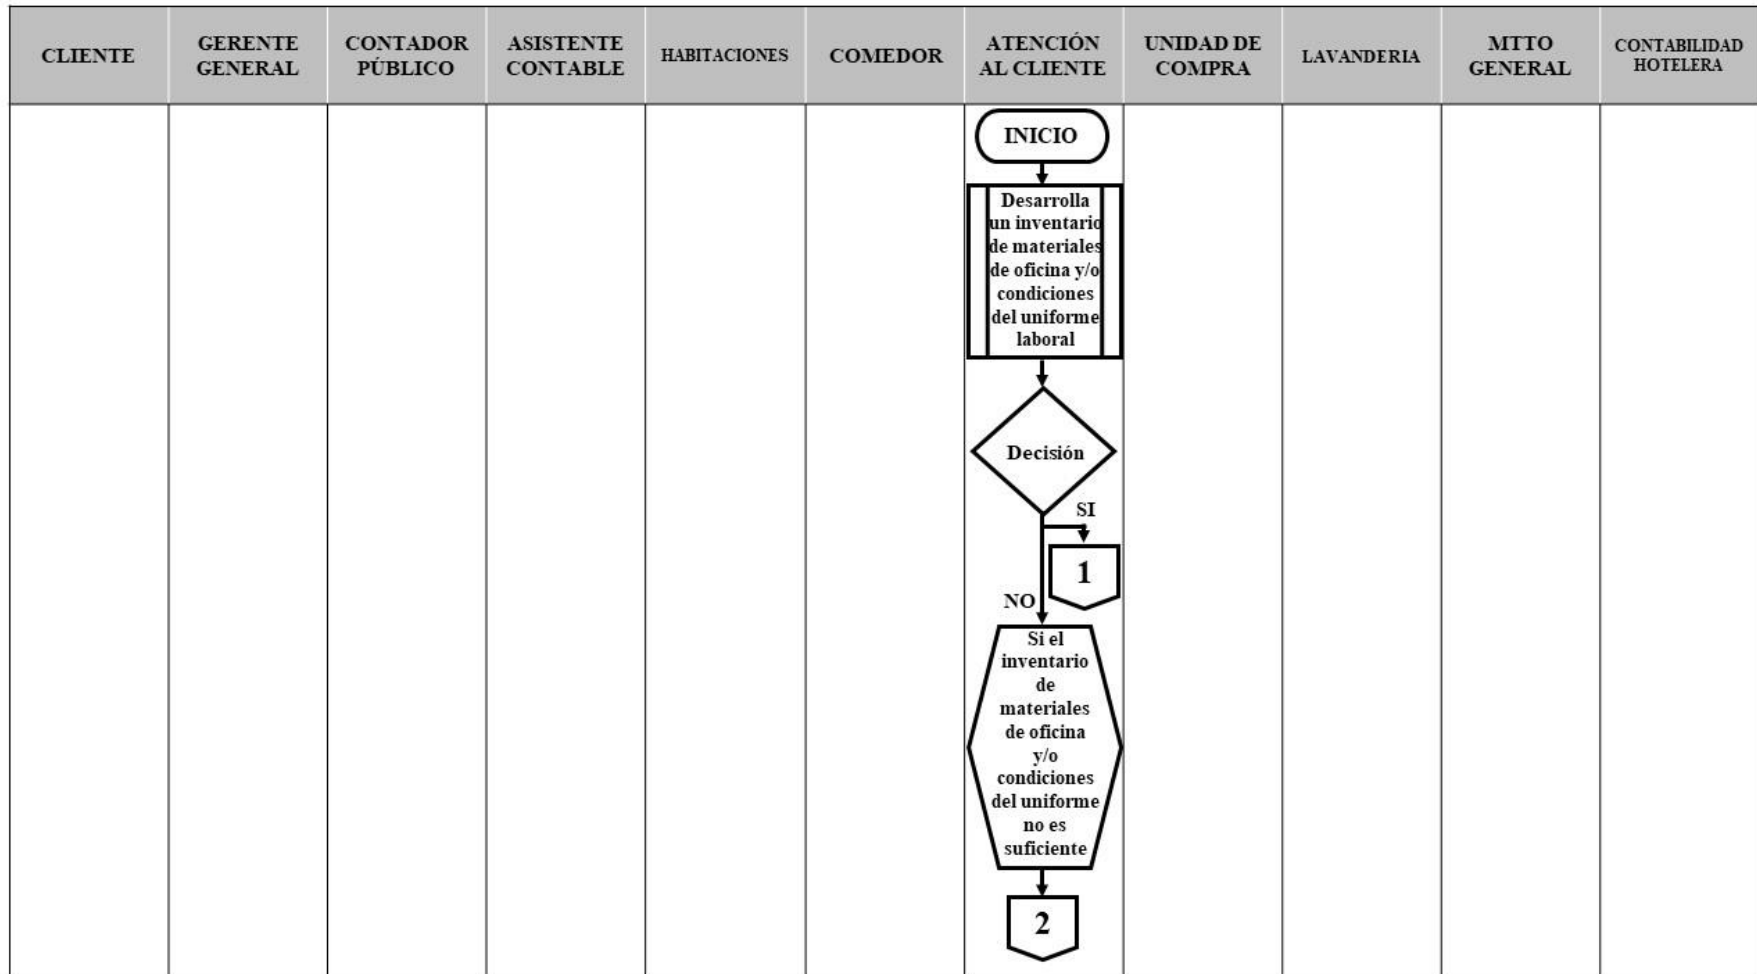 CLIENTE
GERENTE
GENERAL
CONTADOR
PÚBLICO
ASISTENTE
CONTABLE
HABITACIONES
COMEDOR
ATENCIÓN
AL CLIENTE
UNIDAD DE
COMPRA
LAVANDERIA
MTTO
GENERAL
CONTABILIDAD
HOTELERA
INICIO
Desarrolla
un inventario
de materiales
de oficina y/o
condiciones
del uniforme
laboral
Decisión
SI
1
NO
Si el
inventario
de
materiales
de oficina
y/o
condiciones
del uniforme
no es
suficiente
2